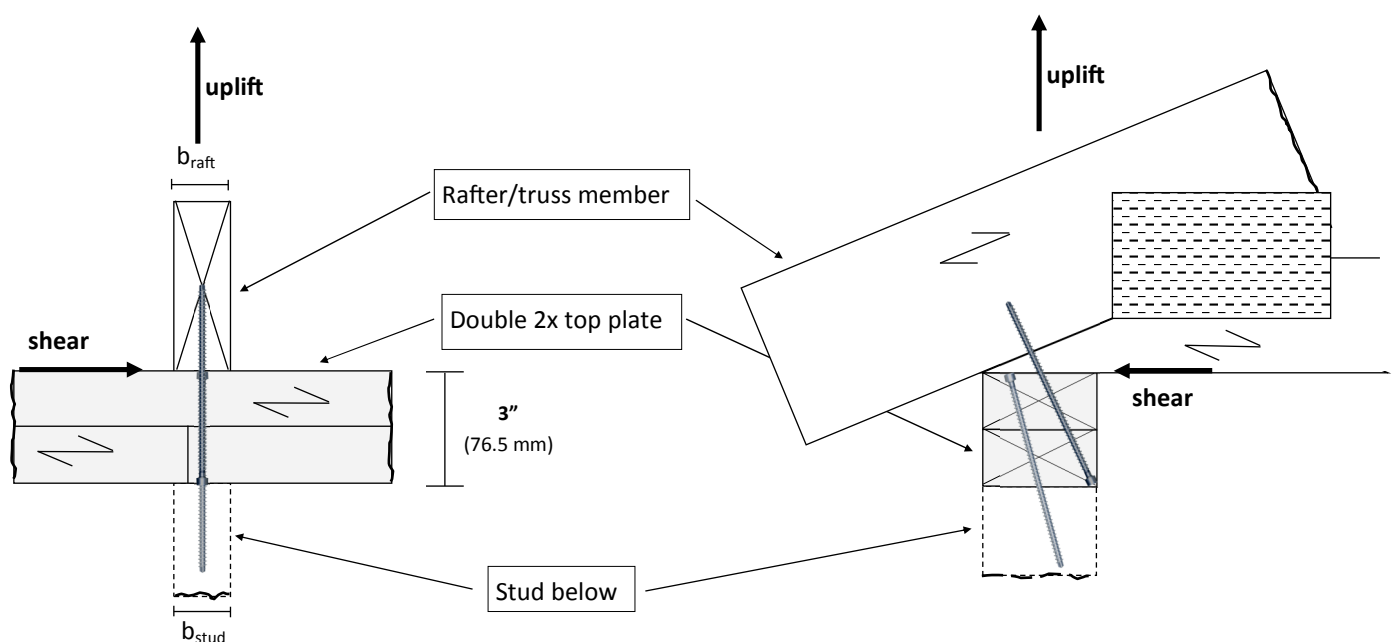 uplift
uplift
b_raft
Rafter/truss member
Double 2x top plate
shear
3”
(76.5 mm)
shear
Stud below
b_stud